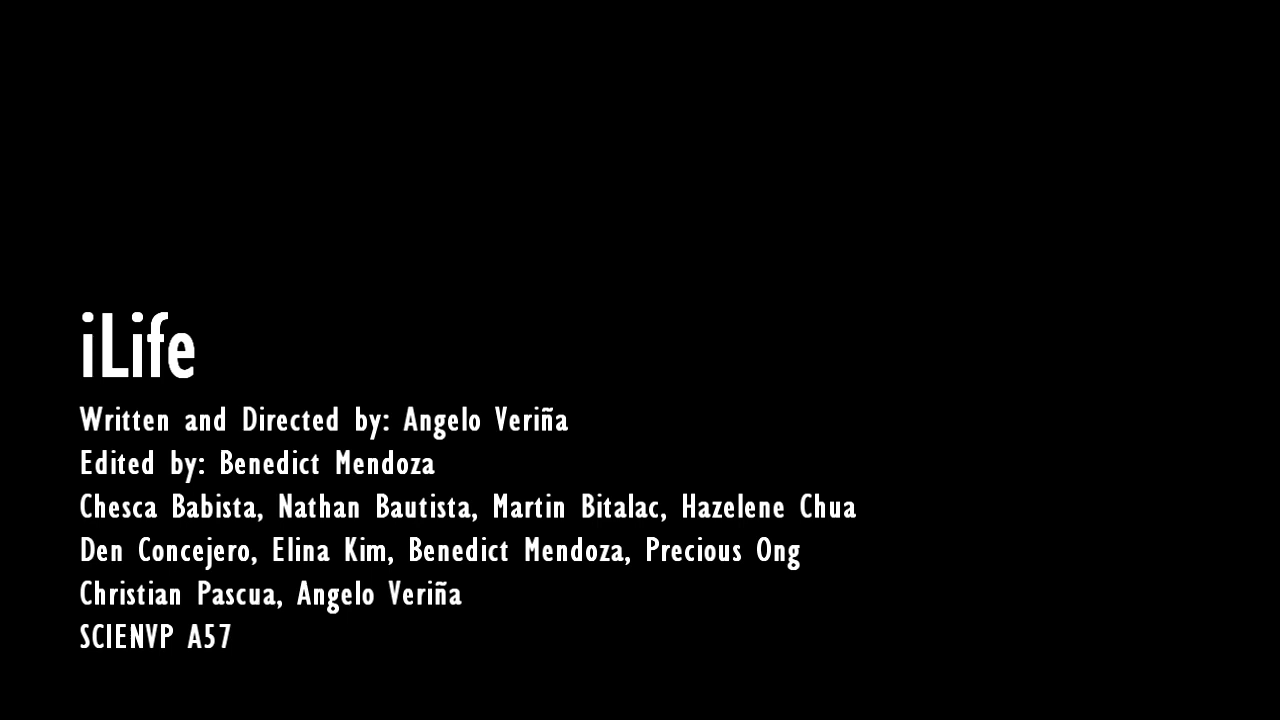 iLife
Written and Directed by: Angelo Veriña
Edited by: Benedict Mendoza
Chesca Babista, Nathan Bautista, Martin Bitalac, Hazelene Chua
Den Concejero, Elina Kim, Benedict Mendoza, Precious Ong
Christian Pascua, Angelo Veriña
SCIENVP A57